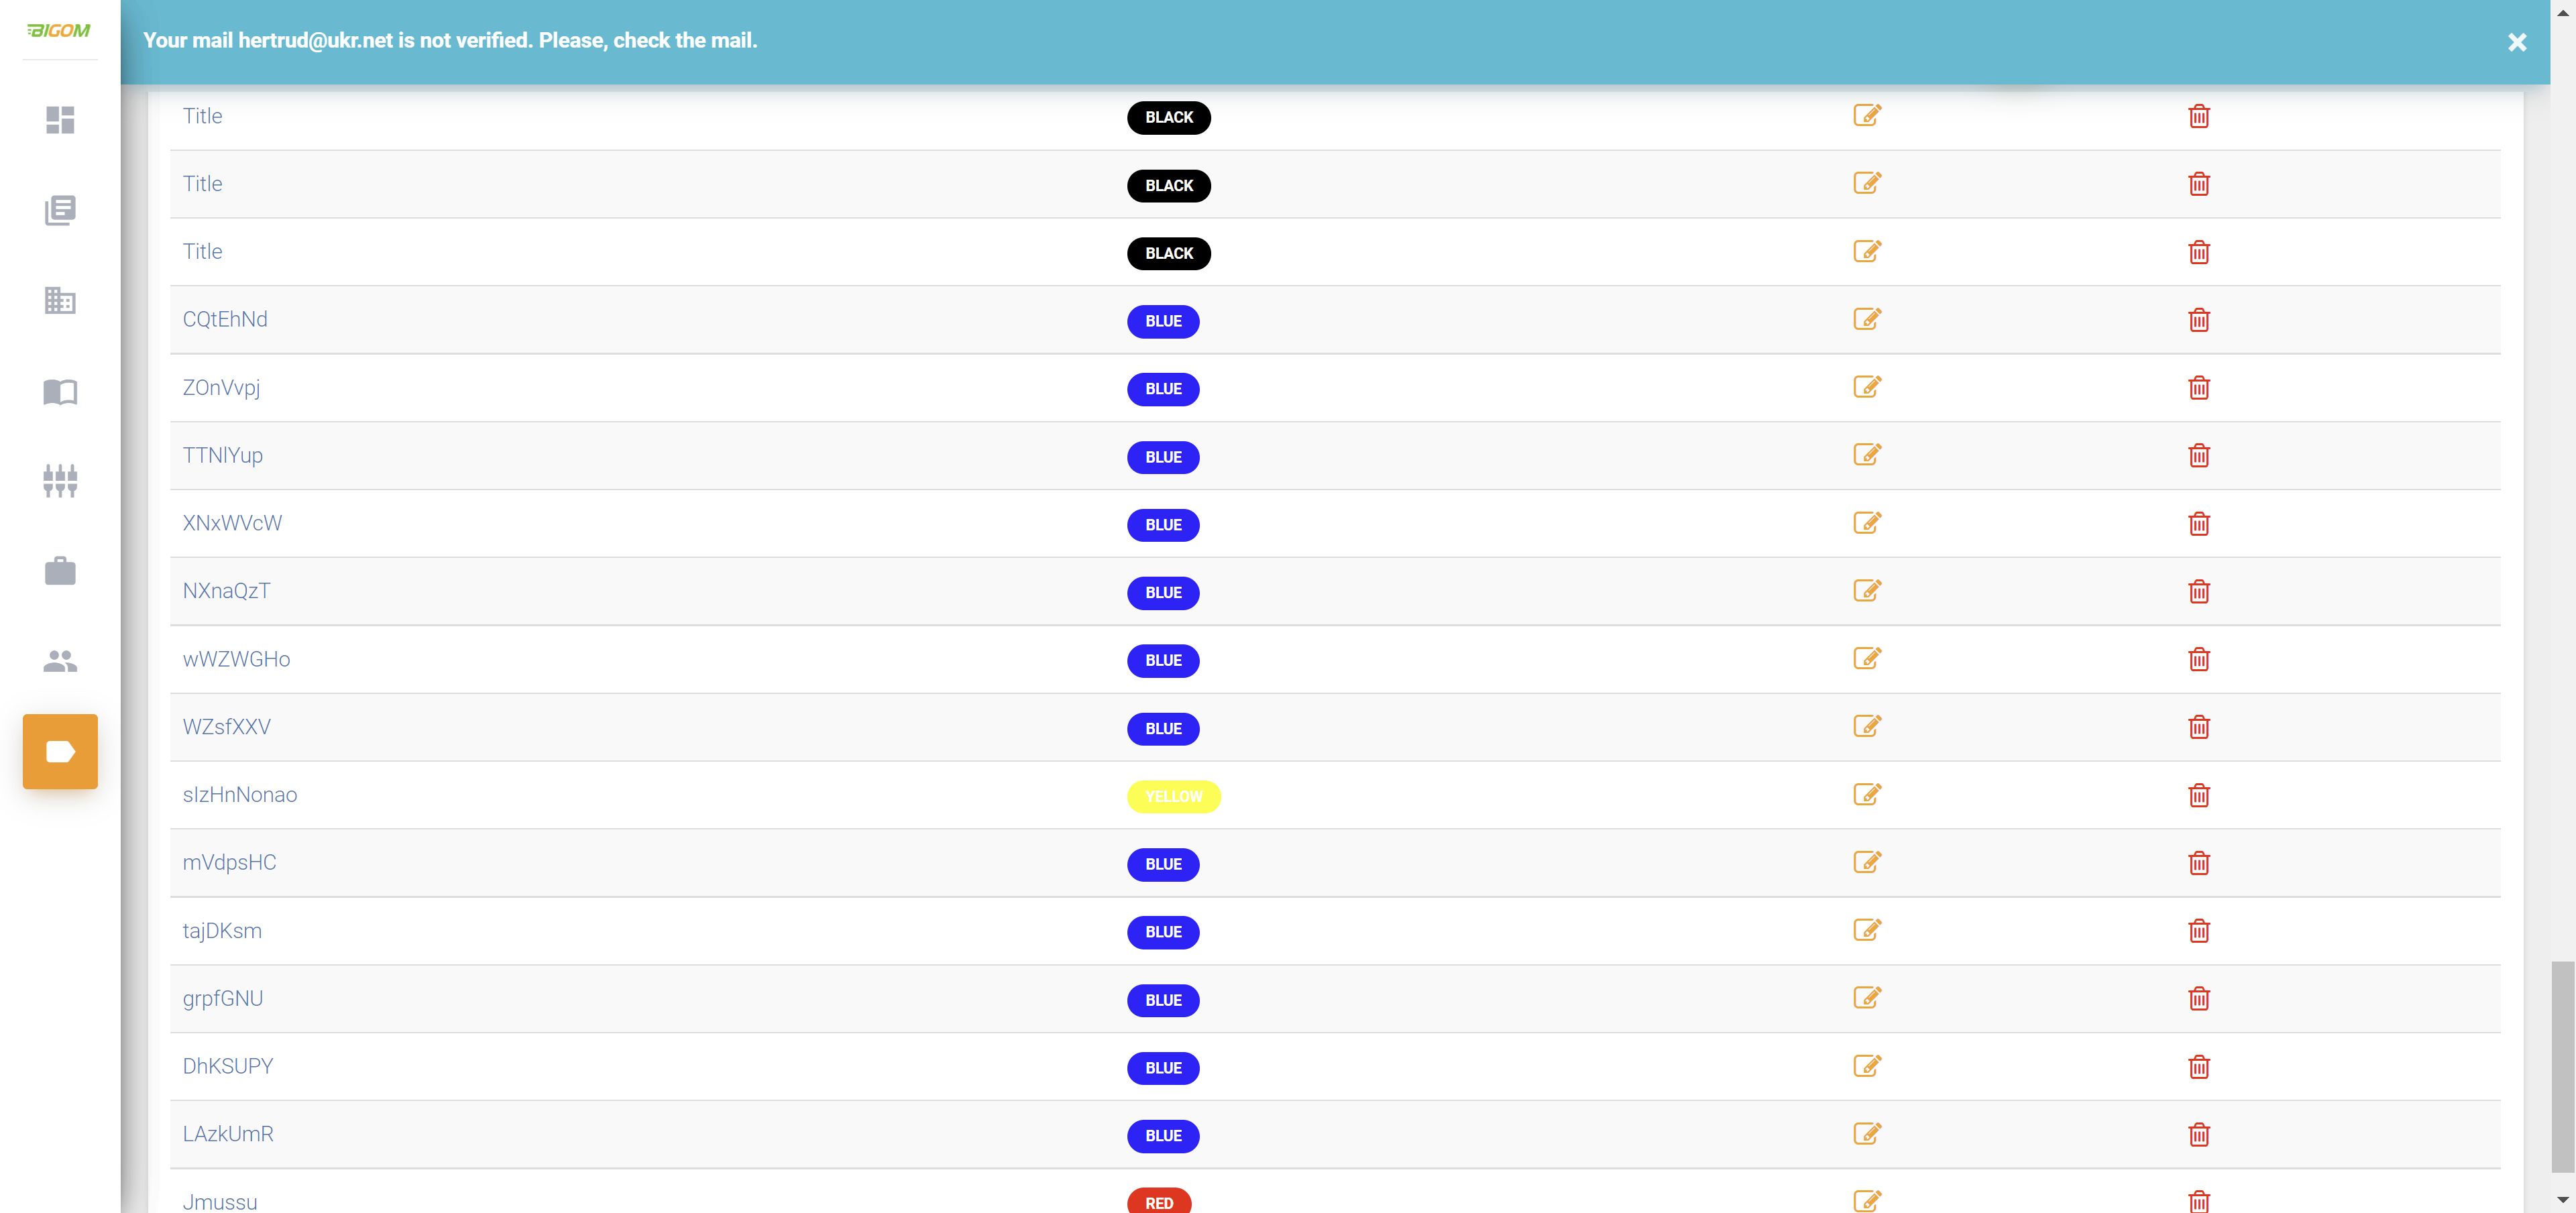 BIGOM
Your mail hertrud@ukr.net is not verified. Please, check the mail.
Title BLACK
Title BLACK
Title BLACK
CQtEhNd BLUE
ZOnVvpj BLUE
TTNlYup BLUE
XNxWVcW BLUE
NXnaQzT BLUE
wWZWGHo BLUE
WZsfXXV BLUE
sIzHnNonao YELLOW
mVdpsHC BLUE
tajDKsm BLUE
grpfGNU BLUE
DhKSUPY BLUE
LAzkUmR BLUE
Jmussu RED